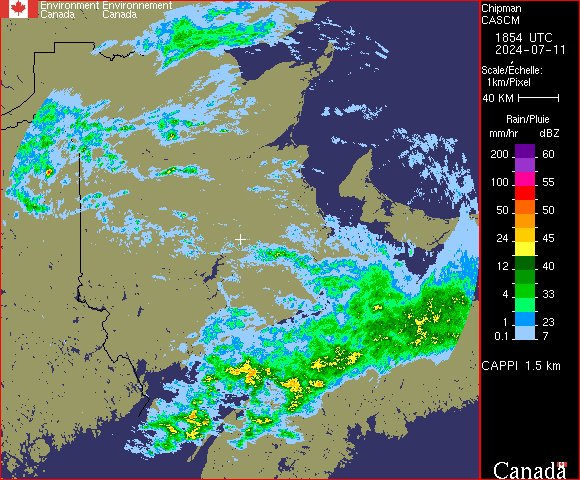 Environment Environnement
Canada Canada
Chipman
CASCM
1854 UTC
2024-07-11
Scale/Échelle:
1km/Pixel
40 KM
Rain/Pluie
mm/hr dBZ
200 60
100 55
50 50
24 45
12 40
4 33
1 23
0.1 7
CAPPI 1.5 km
Canada